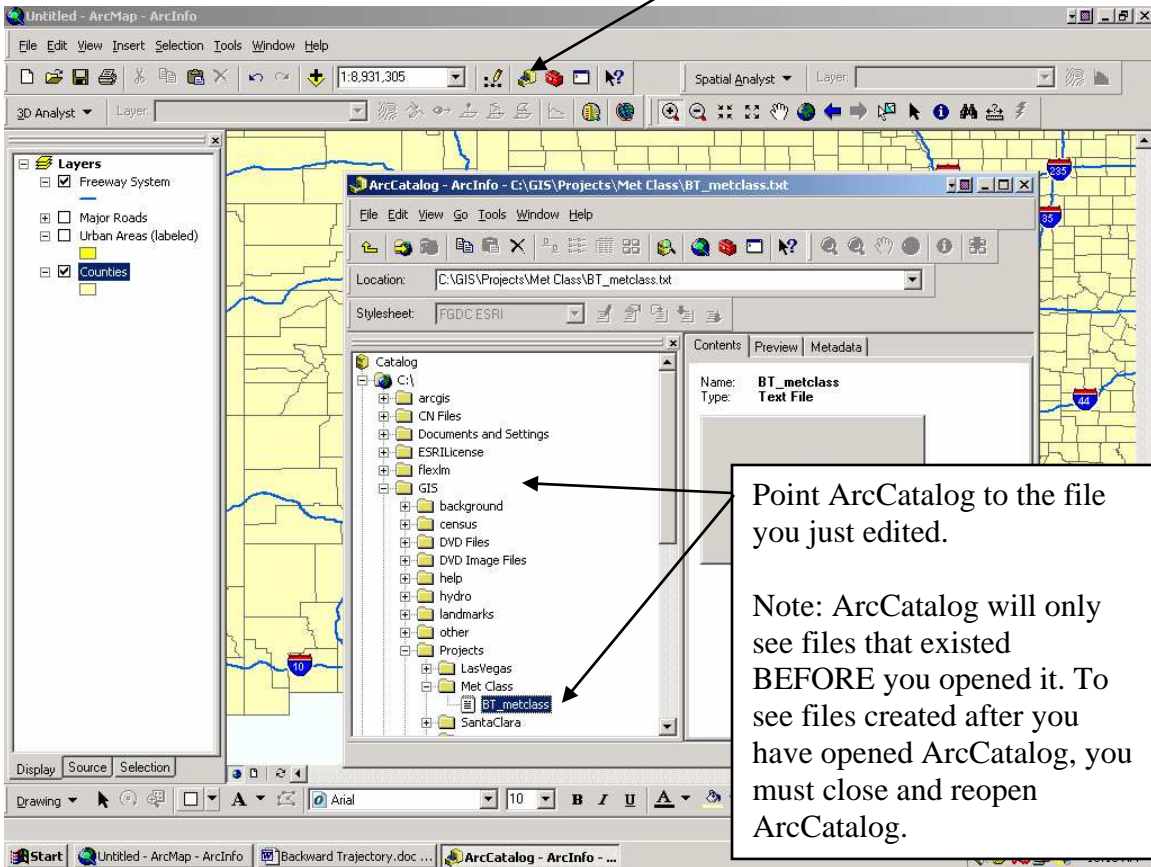 Untitled - ArcMap - ArcInfo
File Edit View Insert Selection Tools Window Help
1:8,931,305
Spatial Analyst
Layer:
3D Analyst
Layer:
Layers
Freeway System
Major Roads
Urban Areas (labeled)
Counties
235
35
44
10
ArcCatalog - ArcInfo - C:\GIS\Projects\Met Class\BT_metclass.txt
File Edit View Go Tools Window Help
Location: C:\GIS\Projects\Met Class\BT_metclass.txt
Stylesheet: FGDC ESRI
Catalog
C:\
arcgis
CN Files
Documents and Settings
ESRILicense
flexlm
GIS
background
census
DVD Files
DVD Image Files
help
hydro
landmarks
other
Projects
LasVegas
Met Class
BT_metclass
SantaClara
Contents Preview Metadata
Name: BT_metclass
Type: Text File
Point ArcCatalog to the file
you just edited.
Note: ArcCatalog will only
see files that existed
BEFORE you opened it. To
see files created after you
have opened ArcCatalog, you
must close and reopen
ArcCatalog.
Display Source Selection
Drawing A Arial 10 B I U A
Start Untitled - ArcMap - ArcInfo Backward Trajectory.doc ... ArcCatalog - ArcInfo - ...